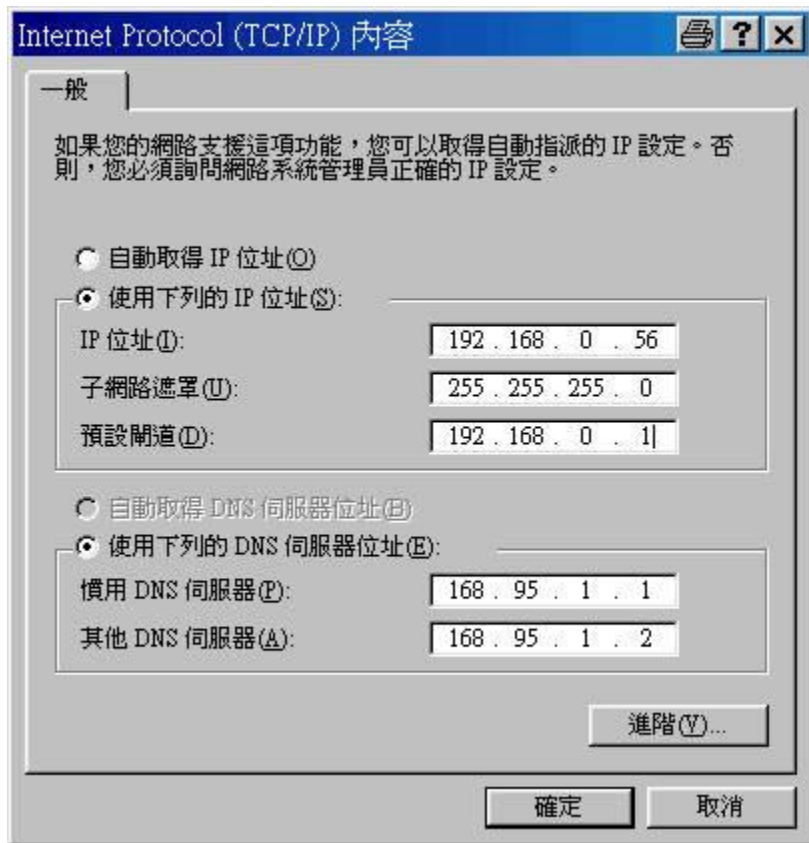 Internet Protocol (TCP/IP) 內容
一般
如果您的網路支援這項功能，您可以取得自動指派的 IP 設定。否
則，您必須詢問網路系統管理員正確的 IP 設定。
自動取得 IP 位址(O)
使用下列的 IP 位址(S):
IP 位址(I): 192 . 168 . 0 . 56
子網路遮罩(U): 255 . 255 . 255 . 0
預設閘道(D): 192 . 168 . 0 . 1
自動取得 DNS 伺服器位址(B)
使用下列的 DNS 伺服器位址(E):
慣用 DNS 伺服器(P): 168 . 95 . 1 . 1
其他 DNS 伺服器(A): 168 . 95 . 1 . 2
進階(V)...
確定 取消